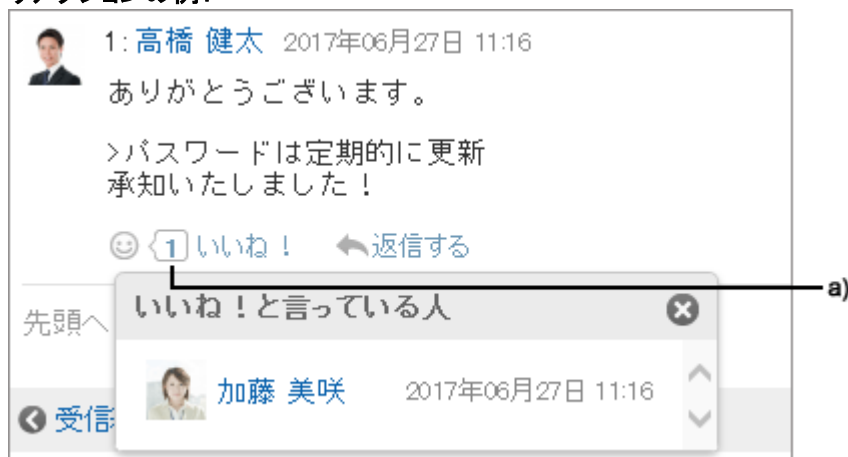 1: 高橋 健太 2017年06月27日 11:16
ありがとうございます。
>パスワードは定期的に更新
承知いたしました！
1 いいね！ 返信する
a)
いいね！と言っている人
先頭へ
加藤 美咲 2017年06月27日 11:16
受信